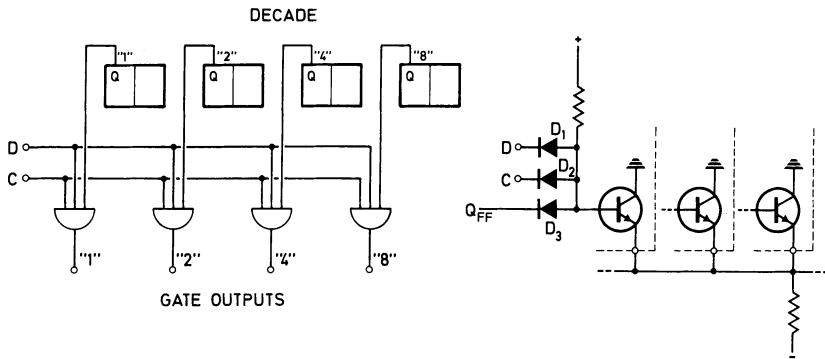 DECADE
"1" "2" "4" "8"
Q Q Q Q
D
C
"1" "2" "4" "8"
GATE OUTPUTS
+
D D1
C D2
QFF D3
-